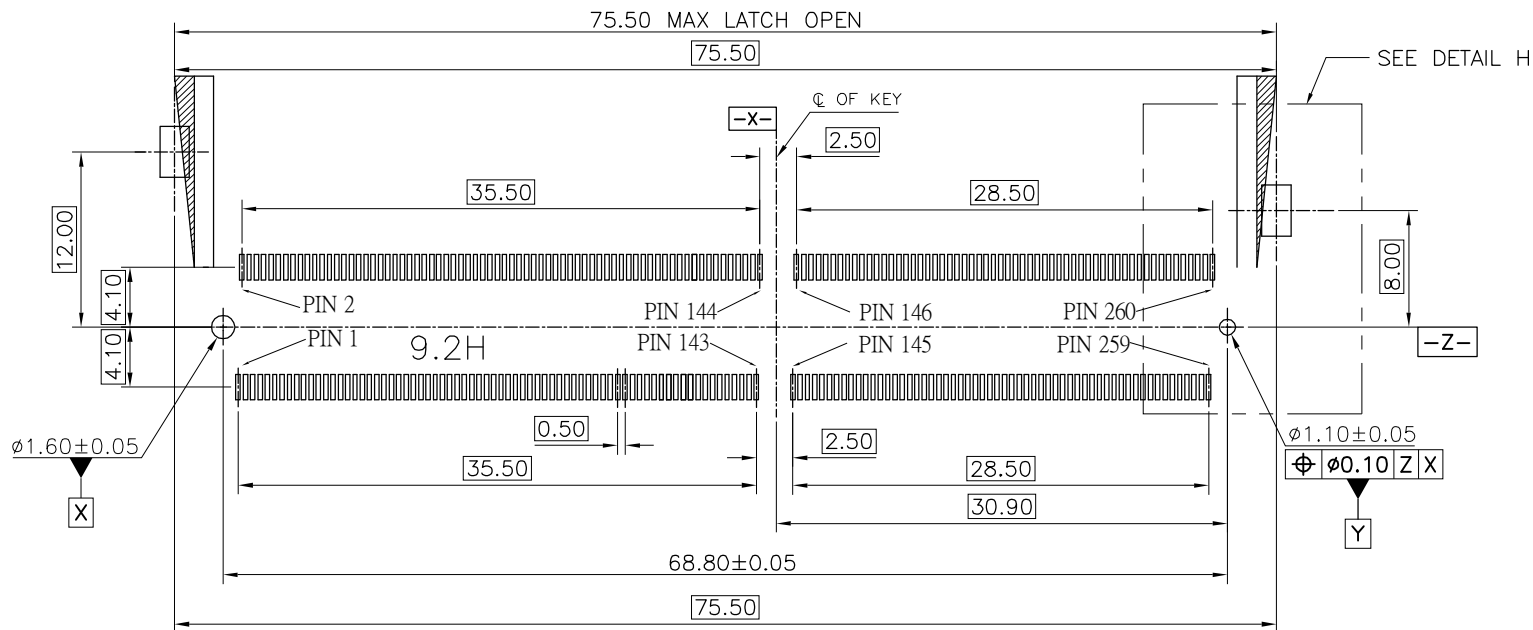 75.50 MAX LATCH OPEN
75.50
SEE DETAIL H
℄ OF KEY
-X-
2.50
35.50
28.50
12.00
4.10
8.00
PIN 2
PIN 144
PIN 146
PIN 260
PIN 1
9.2H
PIN 143
PIN 145
PIN 259
-Z-
4.10
0.50
2.50
ø1.60±0.05
ø1.10±0.05
35.50
28.50
⌖ ø0.10 Z X
X
30.90
Y
68.80±0.05
75.50